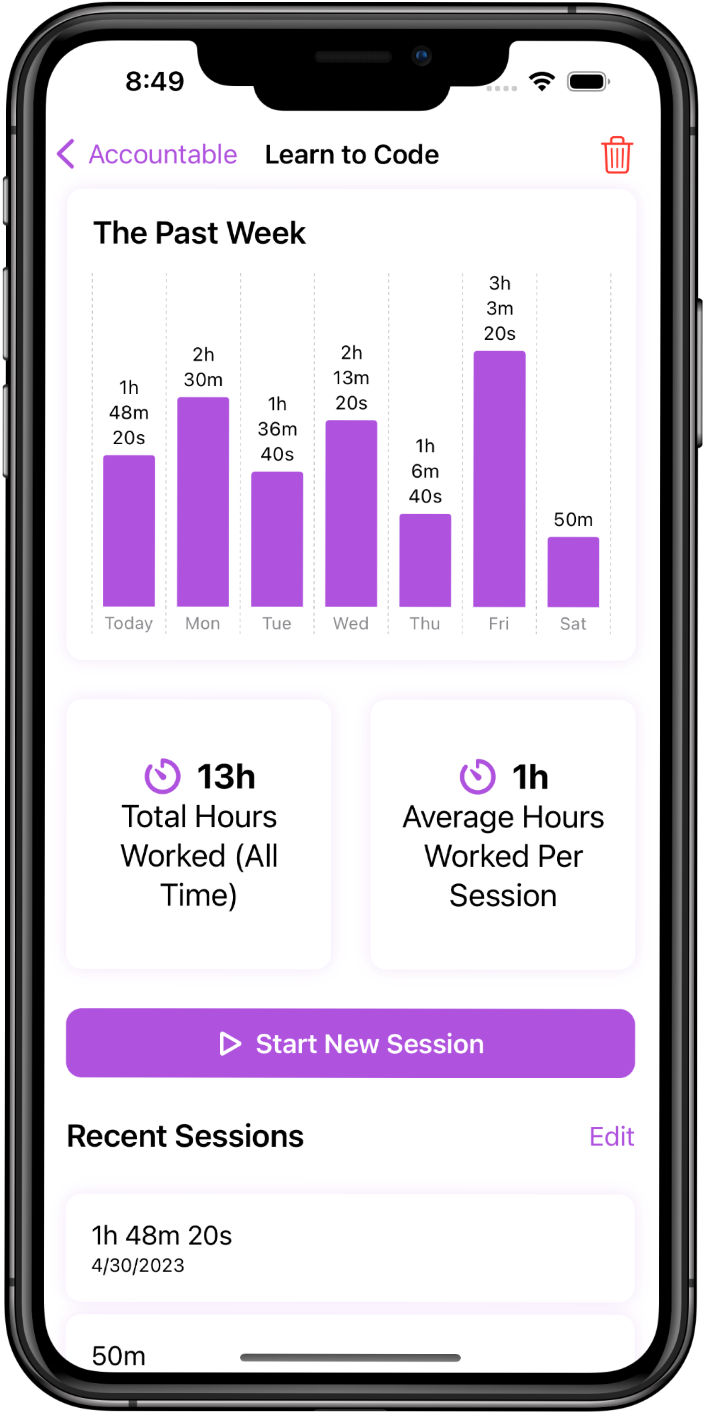 8:49
Accountable
Learn to Code
The Past Week
1h
48m
20s
2h
30m
1h
36m
40s
2h
13m
20s
1h
6m
40s
3h
3m
20s
50m
Today Mon Tue Wed Thu Fri Sat
13h
Total Hours
Worked (All
Time)
1h
Average Hours
Worked Per
Session
Start New Session
Recent Sessions
Edit
1h 48m 20s
4/30/2023
50m